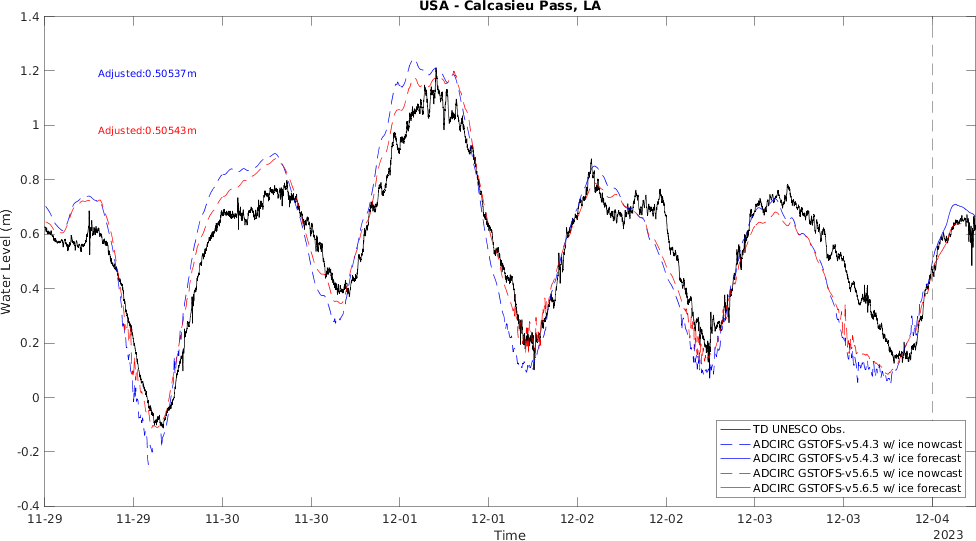 USA - Calcasieu Pass, LA
1.4
1.2
1
0.8
0.6
0.4
0.2
0
-0.2
-0.4
Water Level (m)
Adjusted:0.50537m
Adjusted:0.50543m
TD UNESCO Obs.
ADCIRC GSTOFS-v5.4.3 w/ ice nowcast
ADCIRC GSTOFS-v5.4.3 w/ ice forecast
ADCIRC GSTOFS-v5.6.5 w/ ice nowcast
ADCIRC GSTOFS-v5.6.5 w/ ice forecast
11-29 11-29 11-30 11-30 12-01 12-01 12-02 12-02 12-03 12-03 12-04
Time 2023